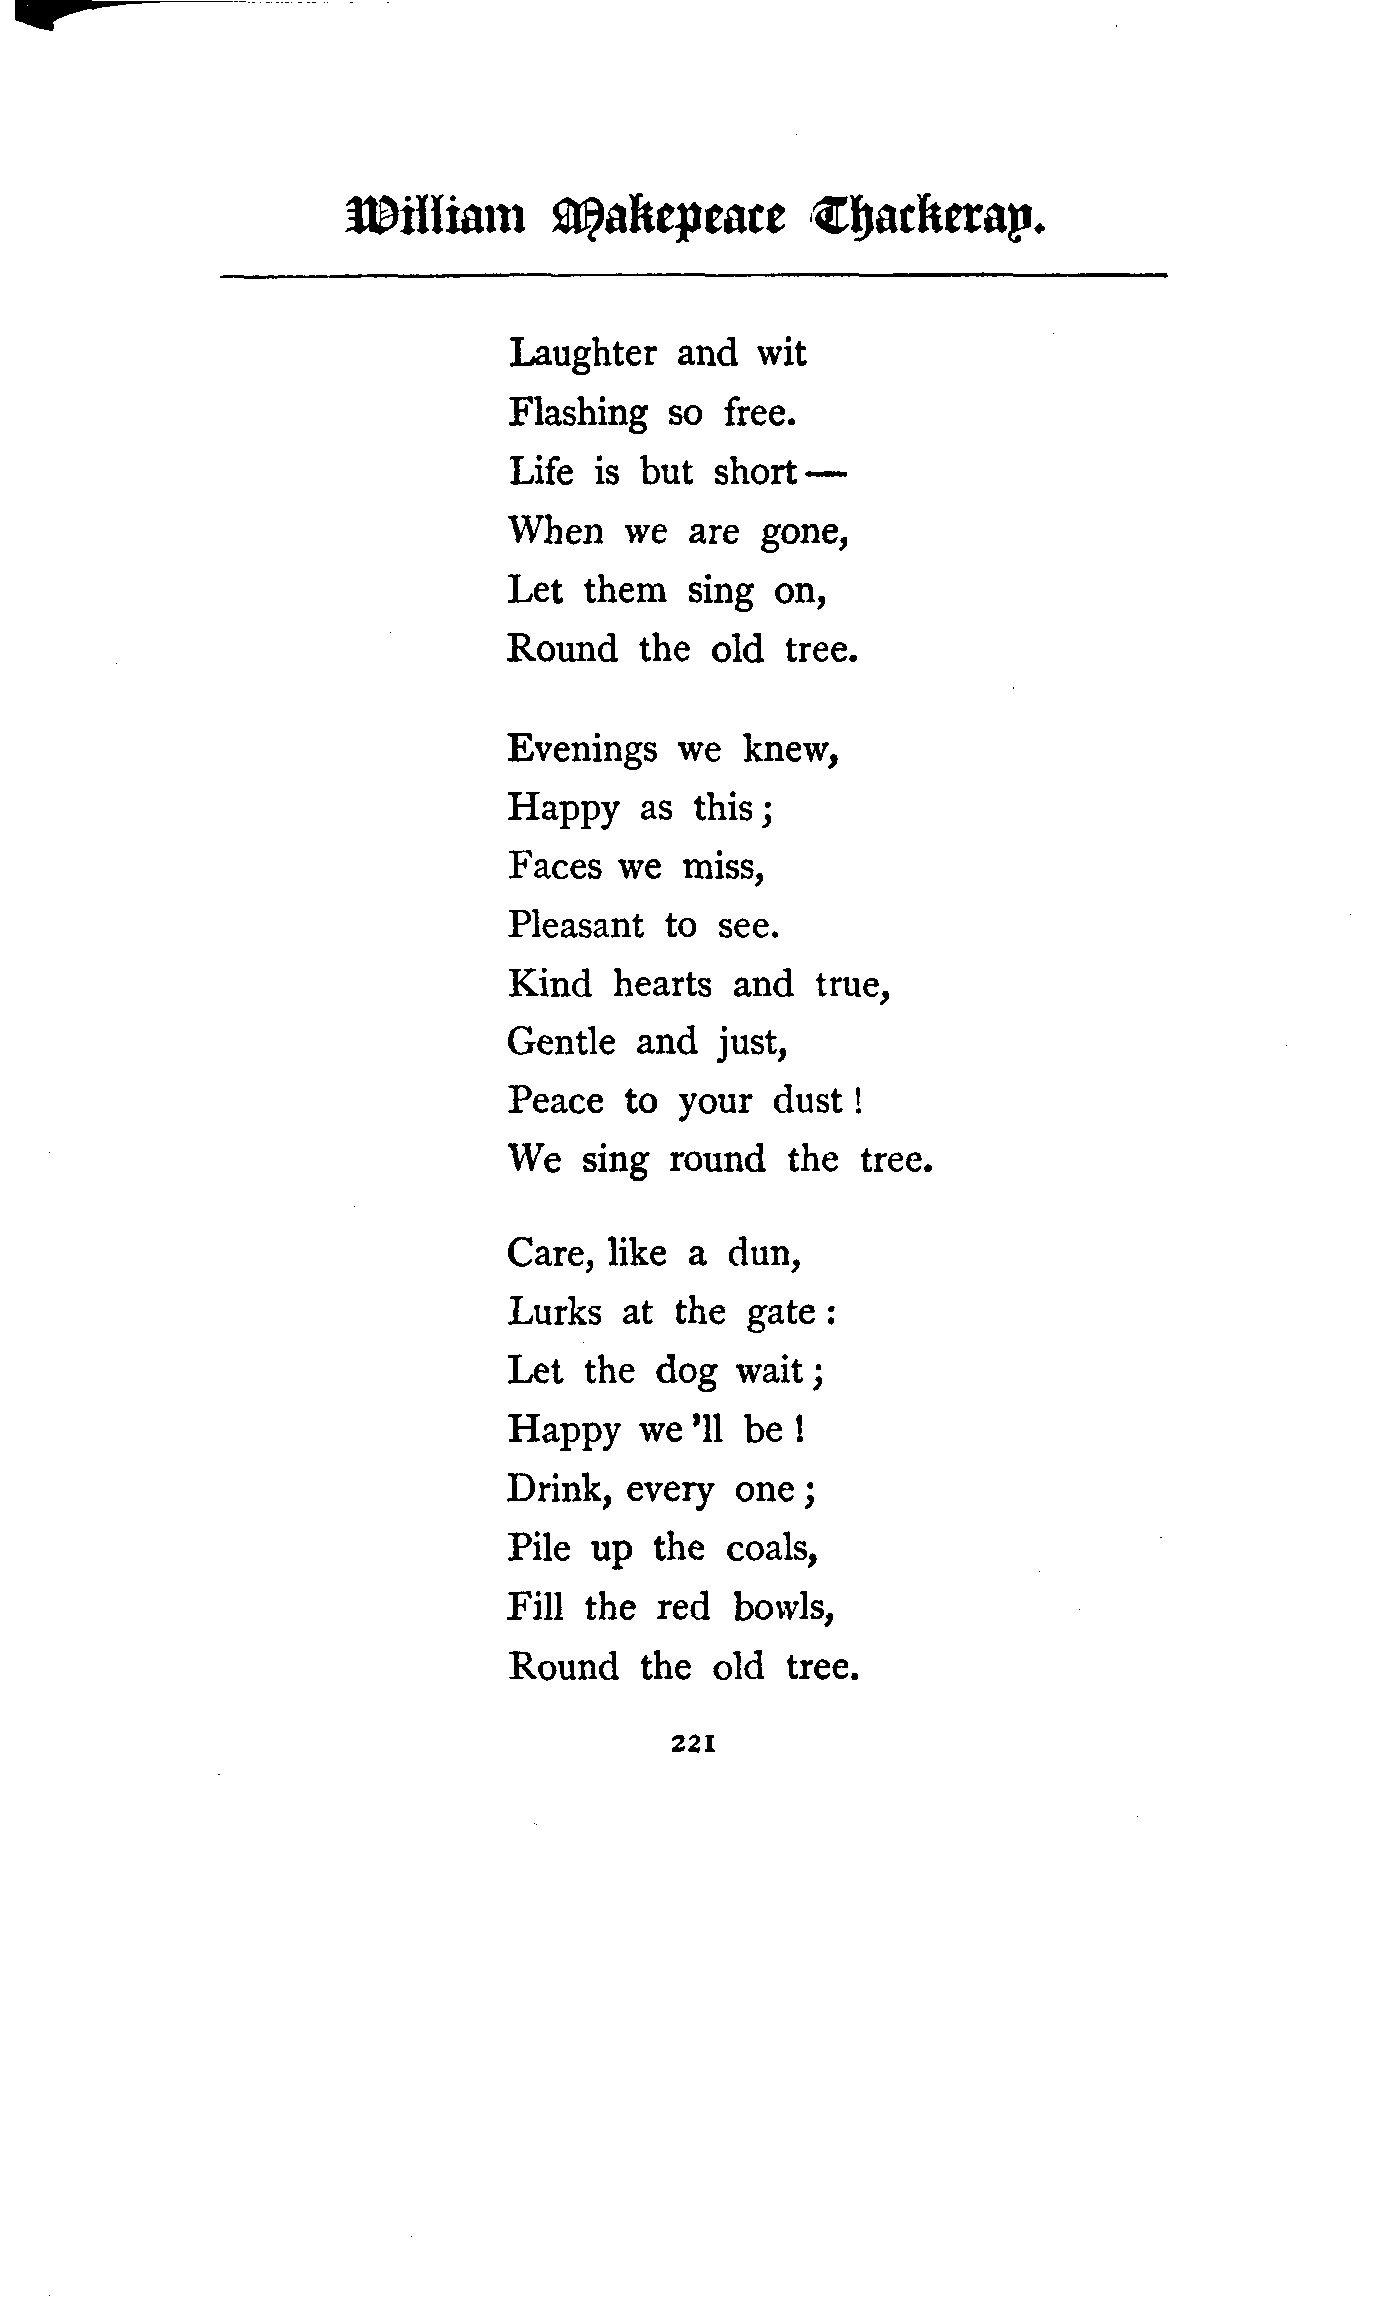 William Makepeace Thackeray.
Laughter and wit
Flashing so free.
Life is but short—
When we are gone,
Let them sing on,
Round the old tree.
Evenings we knew,
Happy as this;
Faces we miss,
Pleasant to see.
Kind hearts and true,
Gentle and just,
Peace to your dust!
We sing round the tree.
Care, like a dun,
Lurks at the gate:
Let the dog wait;
Happy we'll be!
Drink, every one;
Pile up the coals,
Fill the red bowls,
Round the old tree.
221